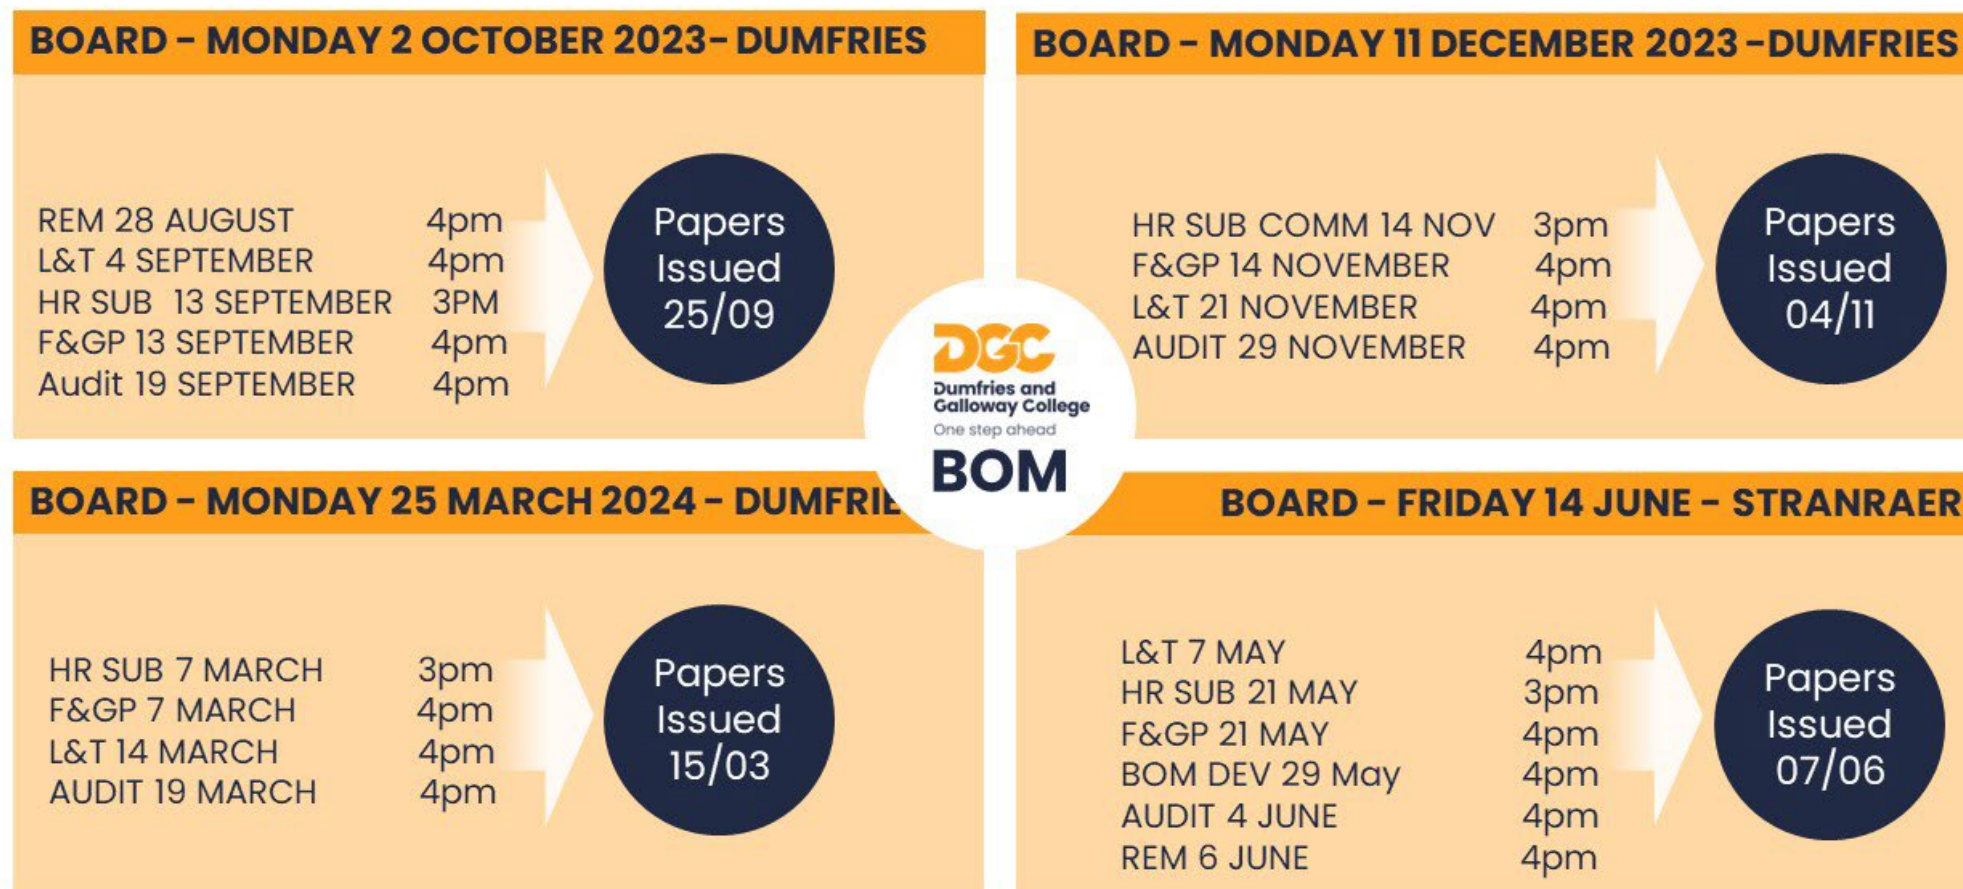 BOARD - MONDAY 2 OCTOBER 2023- DUMFRIES
REM 28 AUGUST 4pm
L&T 4 SEPTEMBER 4pm
HR SUB 13 SEPTEMBER 3PM
F&GP 13 SEPTEMBER 4pm
Audit 19 SEPTEMBER 4pm
Papers
Issued
25/09
BOARD - MONDAY 11 DECEMBER 2023 -DUMFRIES
HR SUB COMM 14 NOV 3pm
F&GP 14 NOVEMBER 4pm
L&T 21 NOVEMBER 4pm
AUDIT 29 NOVEMBER 4pm
Papers
Issued
04/11
DGC
Dumfries and
Galloway College
One step ahead
BOM
BOARD - MONDAY 25 MARCH 2024 - DUMFRIE
HR SUB 7 MARCH 3pm
F&GP 7 MARCH 4pm
L&T 14 MARCH 4pm
AUDIT 19 MARCH 4pm
Papers
Issued
15/03
BOARD - FRIDAY 14 JUNE - STRANRAER
L&T 7 MAY 4pm
HR SUB 21 MAY 3pm
F&GP 21 MAY 4pm
BOM DEV 29 May 4pm
AUDIT 4 JUNE 4pm
REM 6 JUNE 4pm
Papers
Issued
07/06